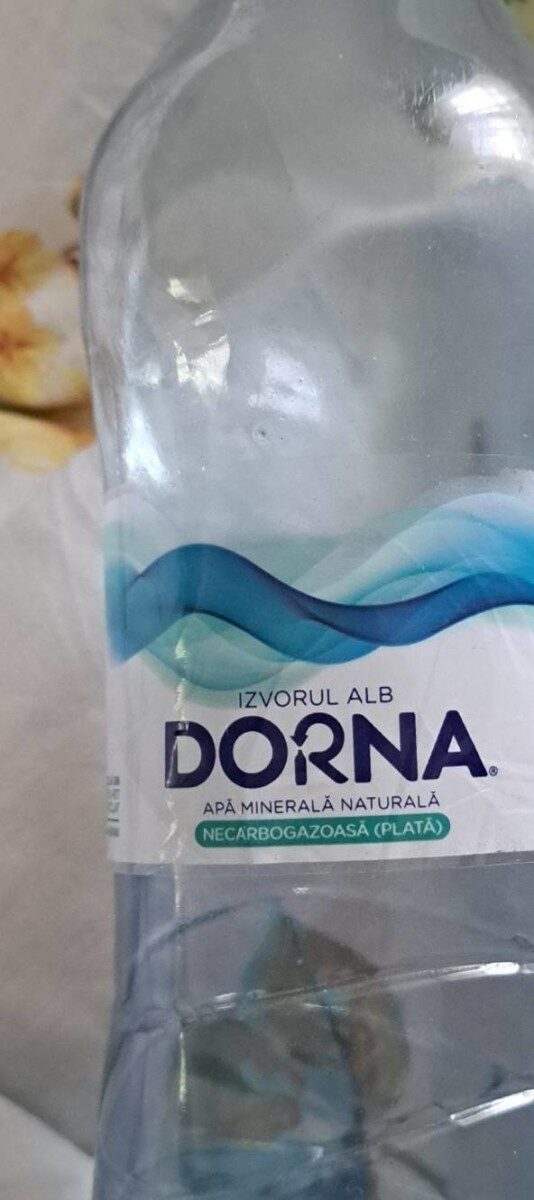 IZVORUL ALB
DORNA®
APĂ MINERALĂ NATURALĂ
NECARBOGAZOASĂ (PLATĂ)